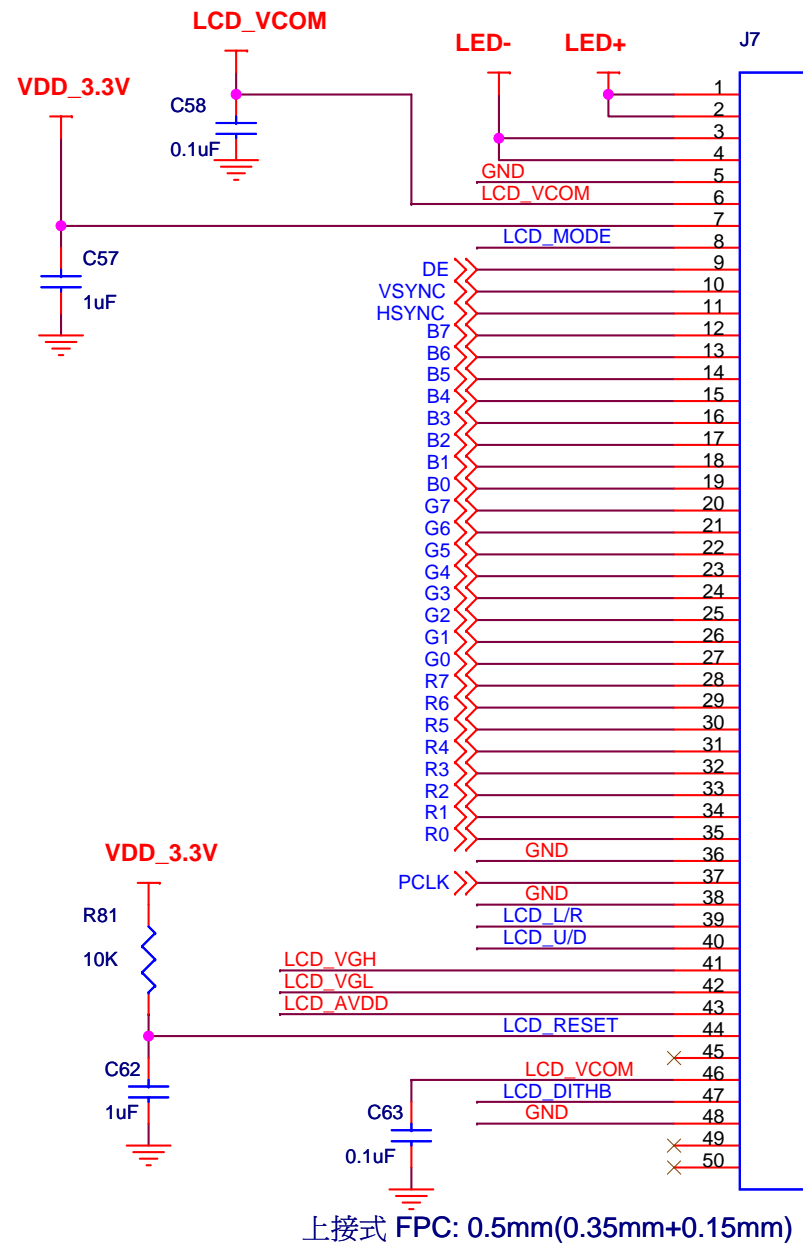 LCD_VCOM
LED-
LED+
J7
VDD_3.3V
C58
0.1uF
C57
1uF
1
2
3
4
GND
5
LCD_VCOM
6
7
LCD_MODE
8
DE
9
VSYNC
10
HSYNC
11
B7
12
B6
13
B5
14
B4
15
B3
16
B2
17
B1
18
B0
19
G7
20
G6
21
G5
22
G4
23
G3
24
G2
25
G1
26
G0
27
R7
28
R6
29
R5
30
R4
31
R3
32
R2
33
R1
34
R0
35
VDD_3.3V
GND
36
PCLK
37
GND
38
R81
LCD_L/R
39
LCD_U/D
40
10K
LCD_VGH
41
LCD_VGL
42
LCD_AVDD
43
LCD_RESET
44
45
C62
1uF
LCD_VCOM
46
LCD_DITHB
47
C63
0.1uF
GND
48
49
50
上接式 FPC: 0.5mm(0.35mm+0.15mm)